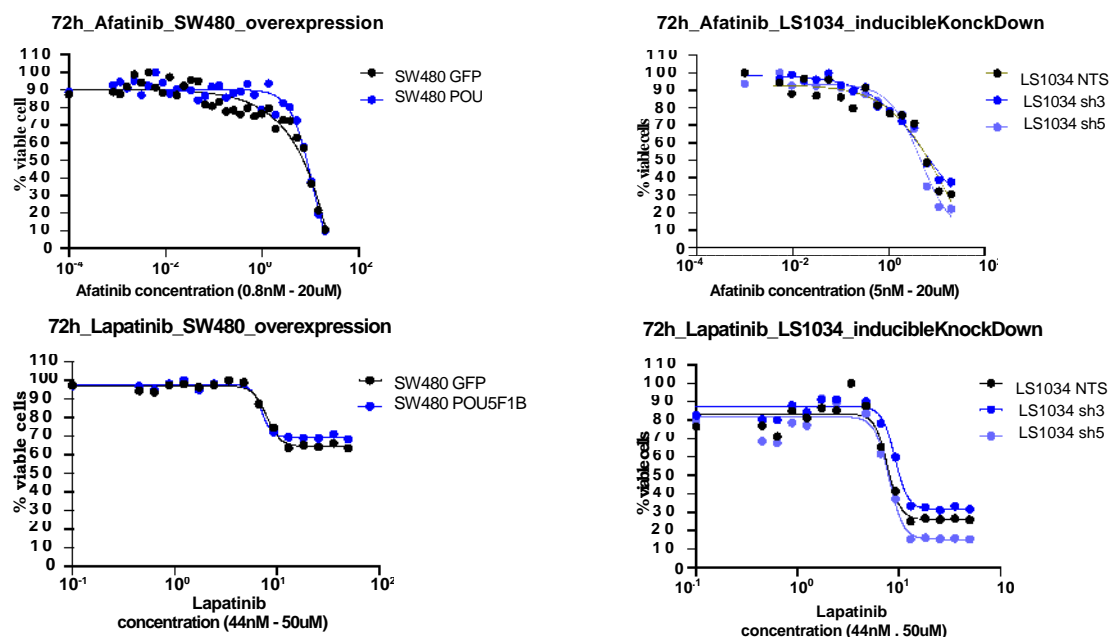 72h_Afatinib_SW480_overexpression
110
100
90
80
70
60
50
40
30
20
10
0
% viable cell
10-4
10-2
100
102
Afatinib concentration (0.8nM - 20uM)
SW480 GFP
SW480 POU
72h_Afatinib_LS1034_inducibleKonckDown
110
100
90
80
70
60
50
40
30
20
10
0
% viable cells
10-4
10-2
100
10
Afatinib concentration (5nM - 20uM)
LS1034 NTS
LS1034 sh3
LS1034 sh5
72h_Lapatinib_SW480_overexpression
110
100
90
80
70
60
50
40
30
20
10
0
% viable cells
10-1
100
101
102
Lapatinib
concentration (44nM - 50uM)
SW480 GFP
SW480 POU5F1B
72h_Lapatinib_LS1034_inducibleKnockDown
110
100
90
80
70
60
50
40
30
20
10
0
% viable cells
10-1
100
101
10
Lapatinib
concentration (44nM . 50uM)
LS1034 NTS
LS1034 sh3
LS1034 sh5